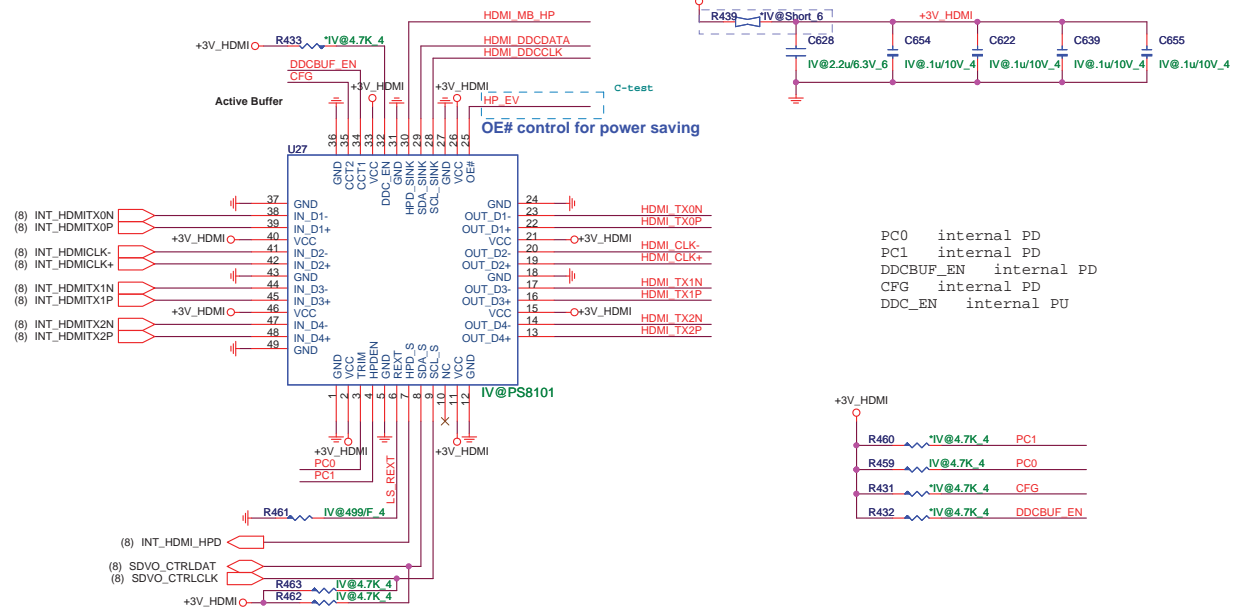 HDMI_MB_HP
R439 *IV@Short_6 +3V_HDMI
R433 *IV@4.7K_4 HDMI_DDCDATA
+3V_HDMI HDMI_DDCCLK
C628 C654 C622 C639 C655
IV@2.2u/6.3V_6 IV@.1u/10V_4 IV@.1u/10V_4 IV@.1u/10V_4 IV@.1u/10V_4
DDCBUF_EN
CFG
+3V_HDMI +3V_HDMI C-test
Active Buffer HP_EV
OE# control for power saving
36 35 34 33 32 31 30 29 28 27 26 25
U27
GND CCT2 CCT1 VCC DDC_EN GND HPD_SINK SDA_SINK SCL_SINK GND VCC OE#
37 GND GND 24
(8) INT_HDMITX0N 38 IN_D1- OUT_D1- 23 HDMI_TX0N
(8) INT_HDMITX0P 39 IN_D1+ OUT_D1+ 22 HDMI_TX0P
+3V_HDMI 40 VCC VCC 21 +3V_HDMI
(8) INT_HDMICLK- 41 IN_D2- OUT_D2- 20 HDMI_CLK-
(8) INT_HDMICLK+ 42 IN_D2+ OUT_D2+ 19 HDMI_CLK+
43 GND GND 18
(8) INT_HDMITX1N 44 IN_D3- OUT_D3- 17 HDMI_TX1N
(8) INT_HDMITX1P 45 IN_D3+ OUT_D3+ 16 HDMI_TX1P
+3V_HDMI 46 VCC VCC 15 +3V_HDMI
(8) INT_HDMITX2N 47 IN_D4- OUT_D4- 14 HDMI_TX2N
(8) INT_HDMITX2P 48 IN_D4+ OUT_D4+ 13 HDMI_TX2P
49 GND
GND VCC TRIM HPDEN GND REXT HPD_S SDA_S SCL_S NC VCC GND
IV@PS8101
1 2 3 4 5 6 7 8 9 10 11 12
PC0 internal PD
PC1 internal PD
DDCBUF_EN internal PD
CFG internal PD
DDC_EN internal PU
+3V_HDMI +3V_HDMI
PC0
PC1
LS_REXT
R461 IV@499/F_4
(8) INT_HDMI_HPD
(8) SDVO_CTRLDAT
(8) SDVO_CTRLCLK
R463 IV@4.7K_4
+3V_HDMI R462 IV@4.7K_4
+3V_HDMI
R460 *IV@4.7K_4 PC1
R459 IV@4.7K_4 PC0
R431 *IV@4.7K_4 CFG
R432 *IV@4.7K_4 DDCBUF_EN